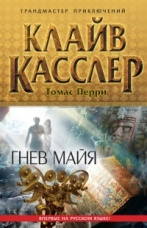 ГРАНДМАСТЕР ПРИКЛЮЧЕНИЙ
КЛАЙВ
КАССЛЕР
Томас Перри
ГНЕВ МАЙЯ
ВПЕРВЫЕ НА РУССКОМ ЯЗЫКЕ!